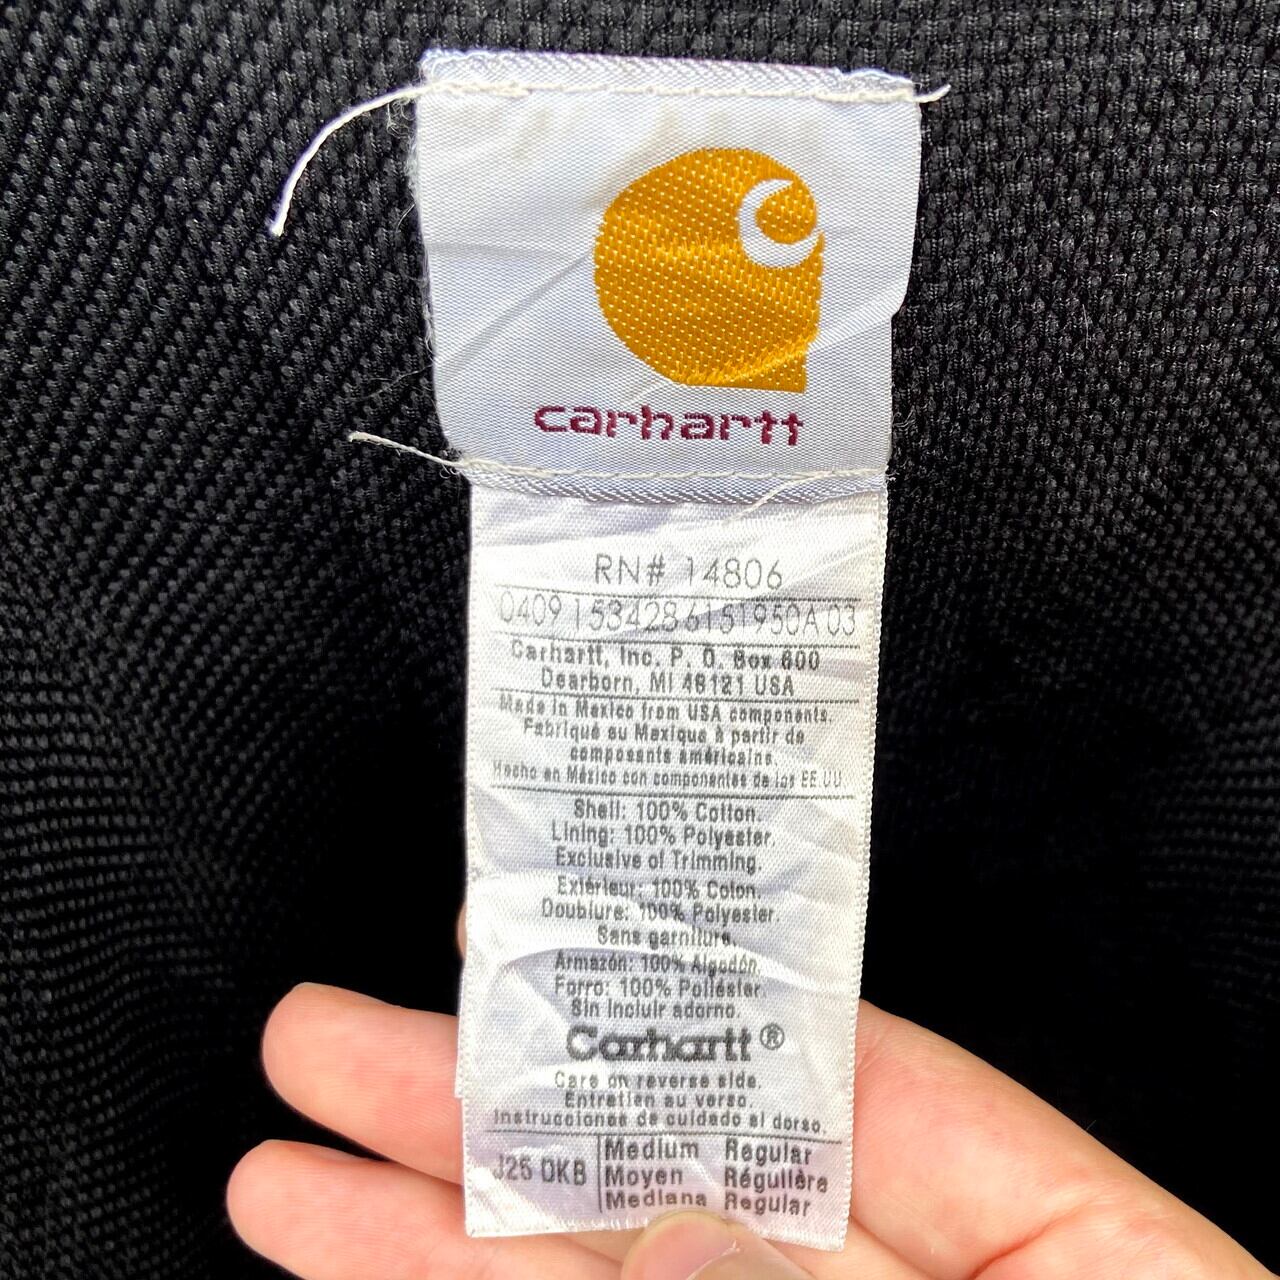 carhartt
RN# 14806
0409 1534286151950A 03
Carhartt, Inc. P. O. Box 600
Dearborn, MI 48121 USA
Made in Mexico from USA components.
Fabriqué au Mexique à partir de
composants américains.
Hecho en México con componentes de los EE.UU.
Shell: 100% Cotton.
Lining: 100% Polyester.
Exclusive of Trimming.
Extérieur: 100% Coton.
Doublure: 100% Polyester.
Sans garniture.
Armazón: 100% Algodón.
Forro: 100% Poliéster.
Sin incluir adorno.
Carhartt®
Care on reverse side.
Entretien au verso.
Instrucciones de cuidado al dorso.
J25 DKB
Medium Regular
Moyen Régulière
Mediana Regular